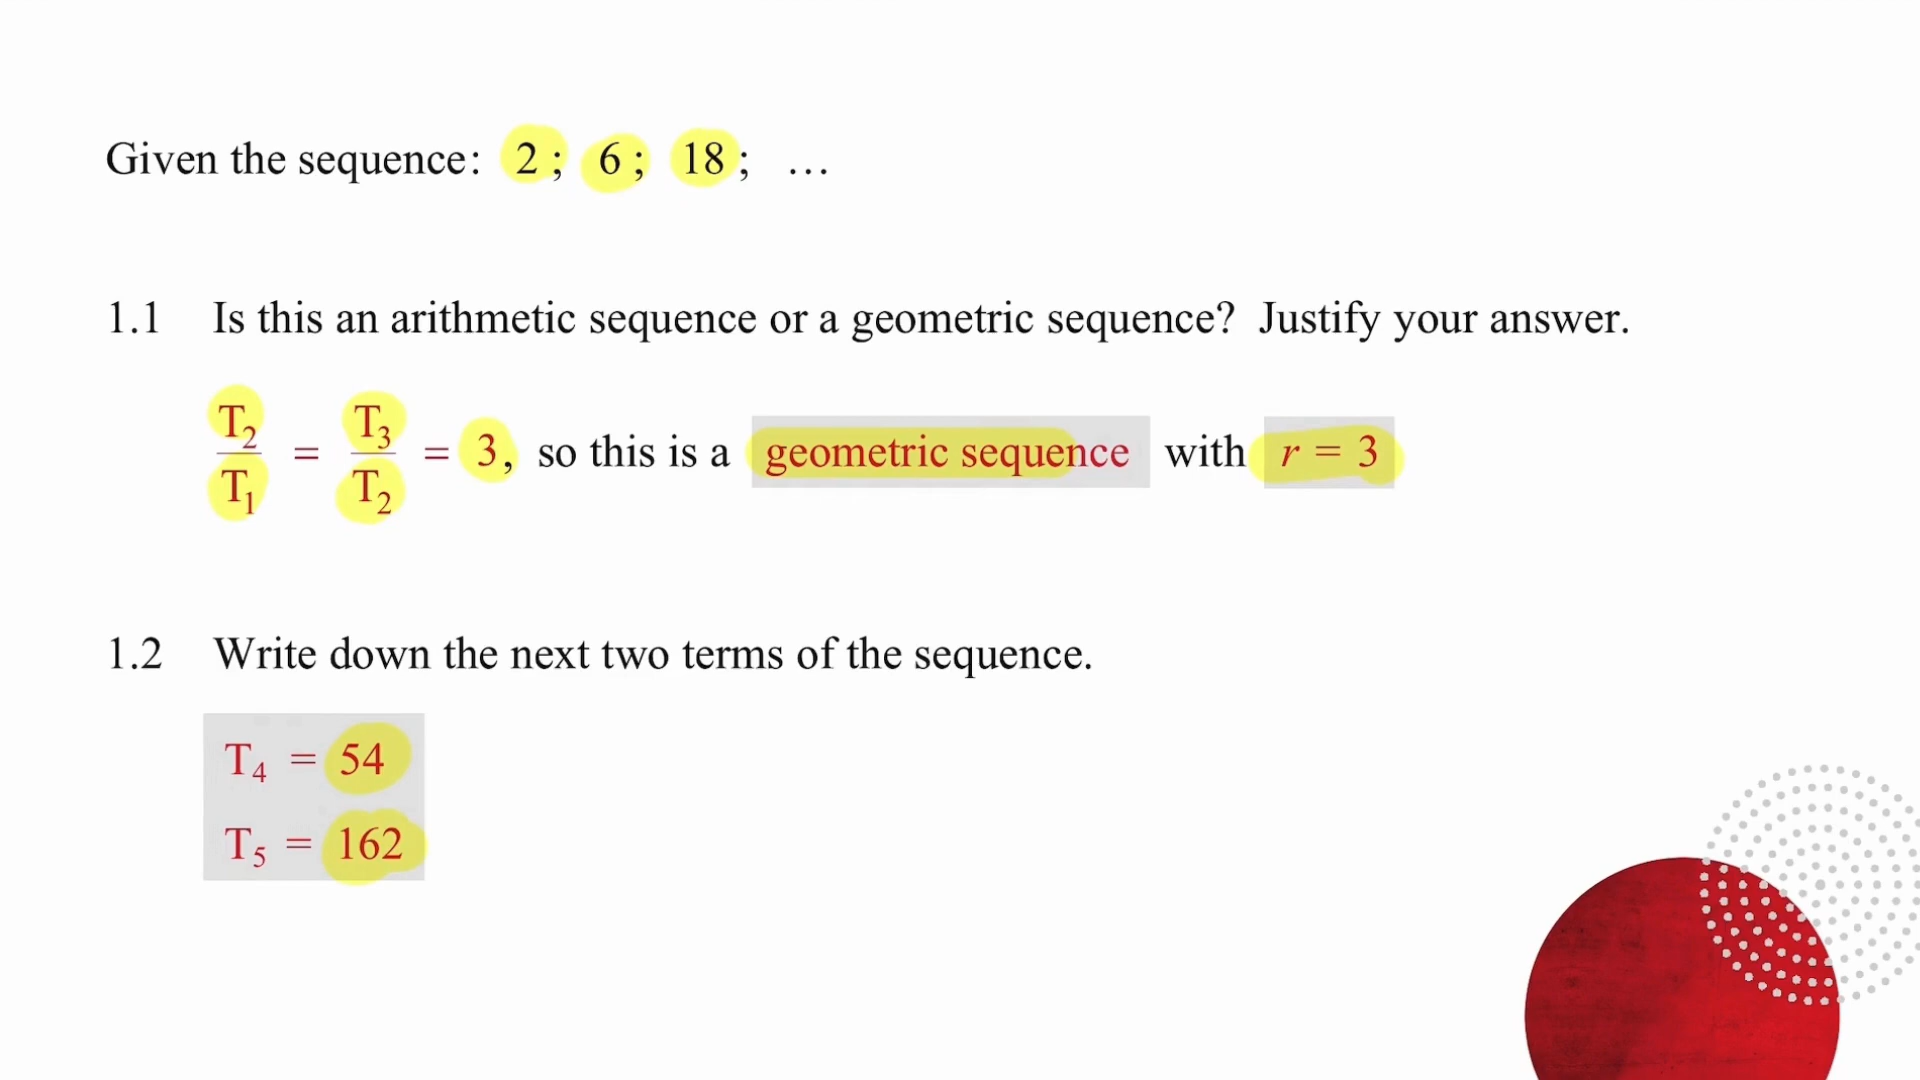 Given the sequence: 2 ; 6 ; 18 ; ...
1.1 Is this an arithmetic sequence or a geometric sequence? Justify your answer.
T₂/T₁ = T₃/T₂ = 3, so this is a geometric sequence with r = 3
1.2 Write down the next two terms of the sequence.
T₄ = 54
T₅ = 162